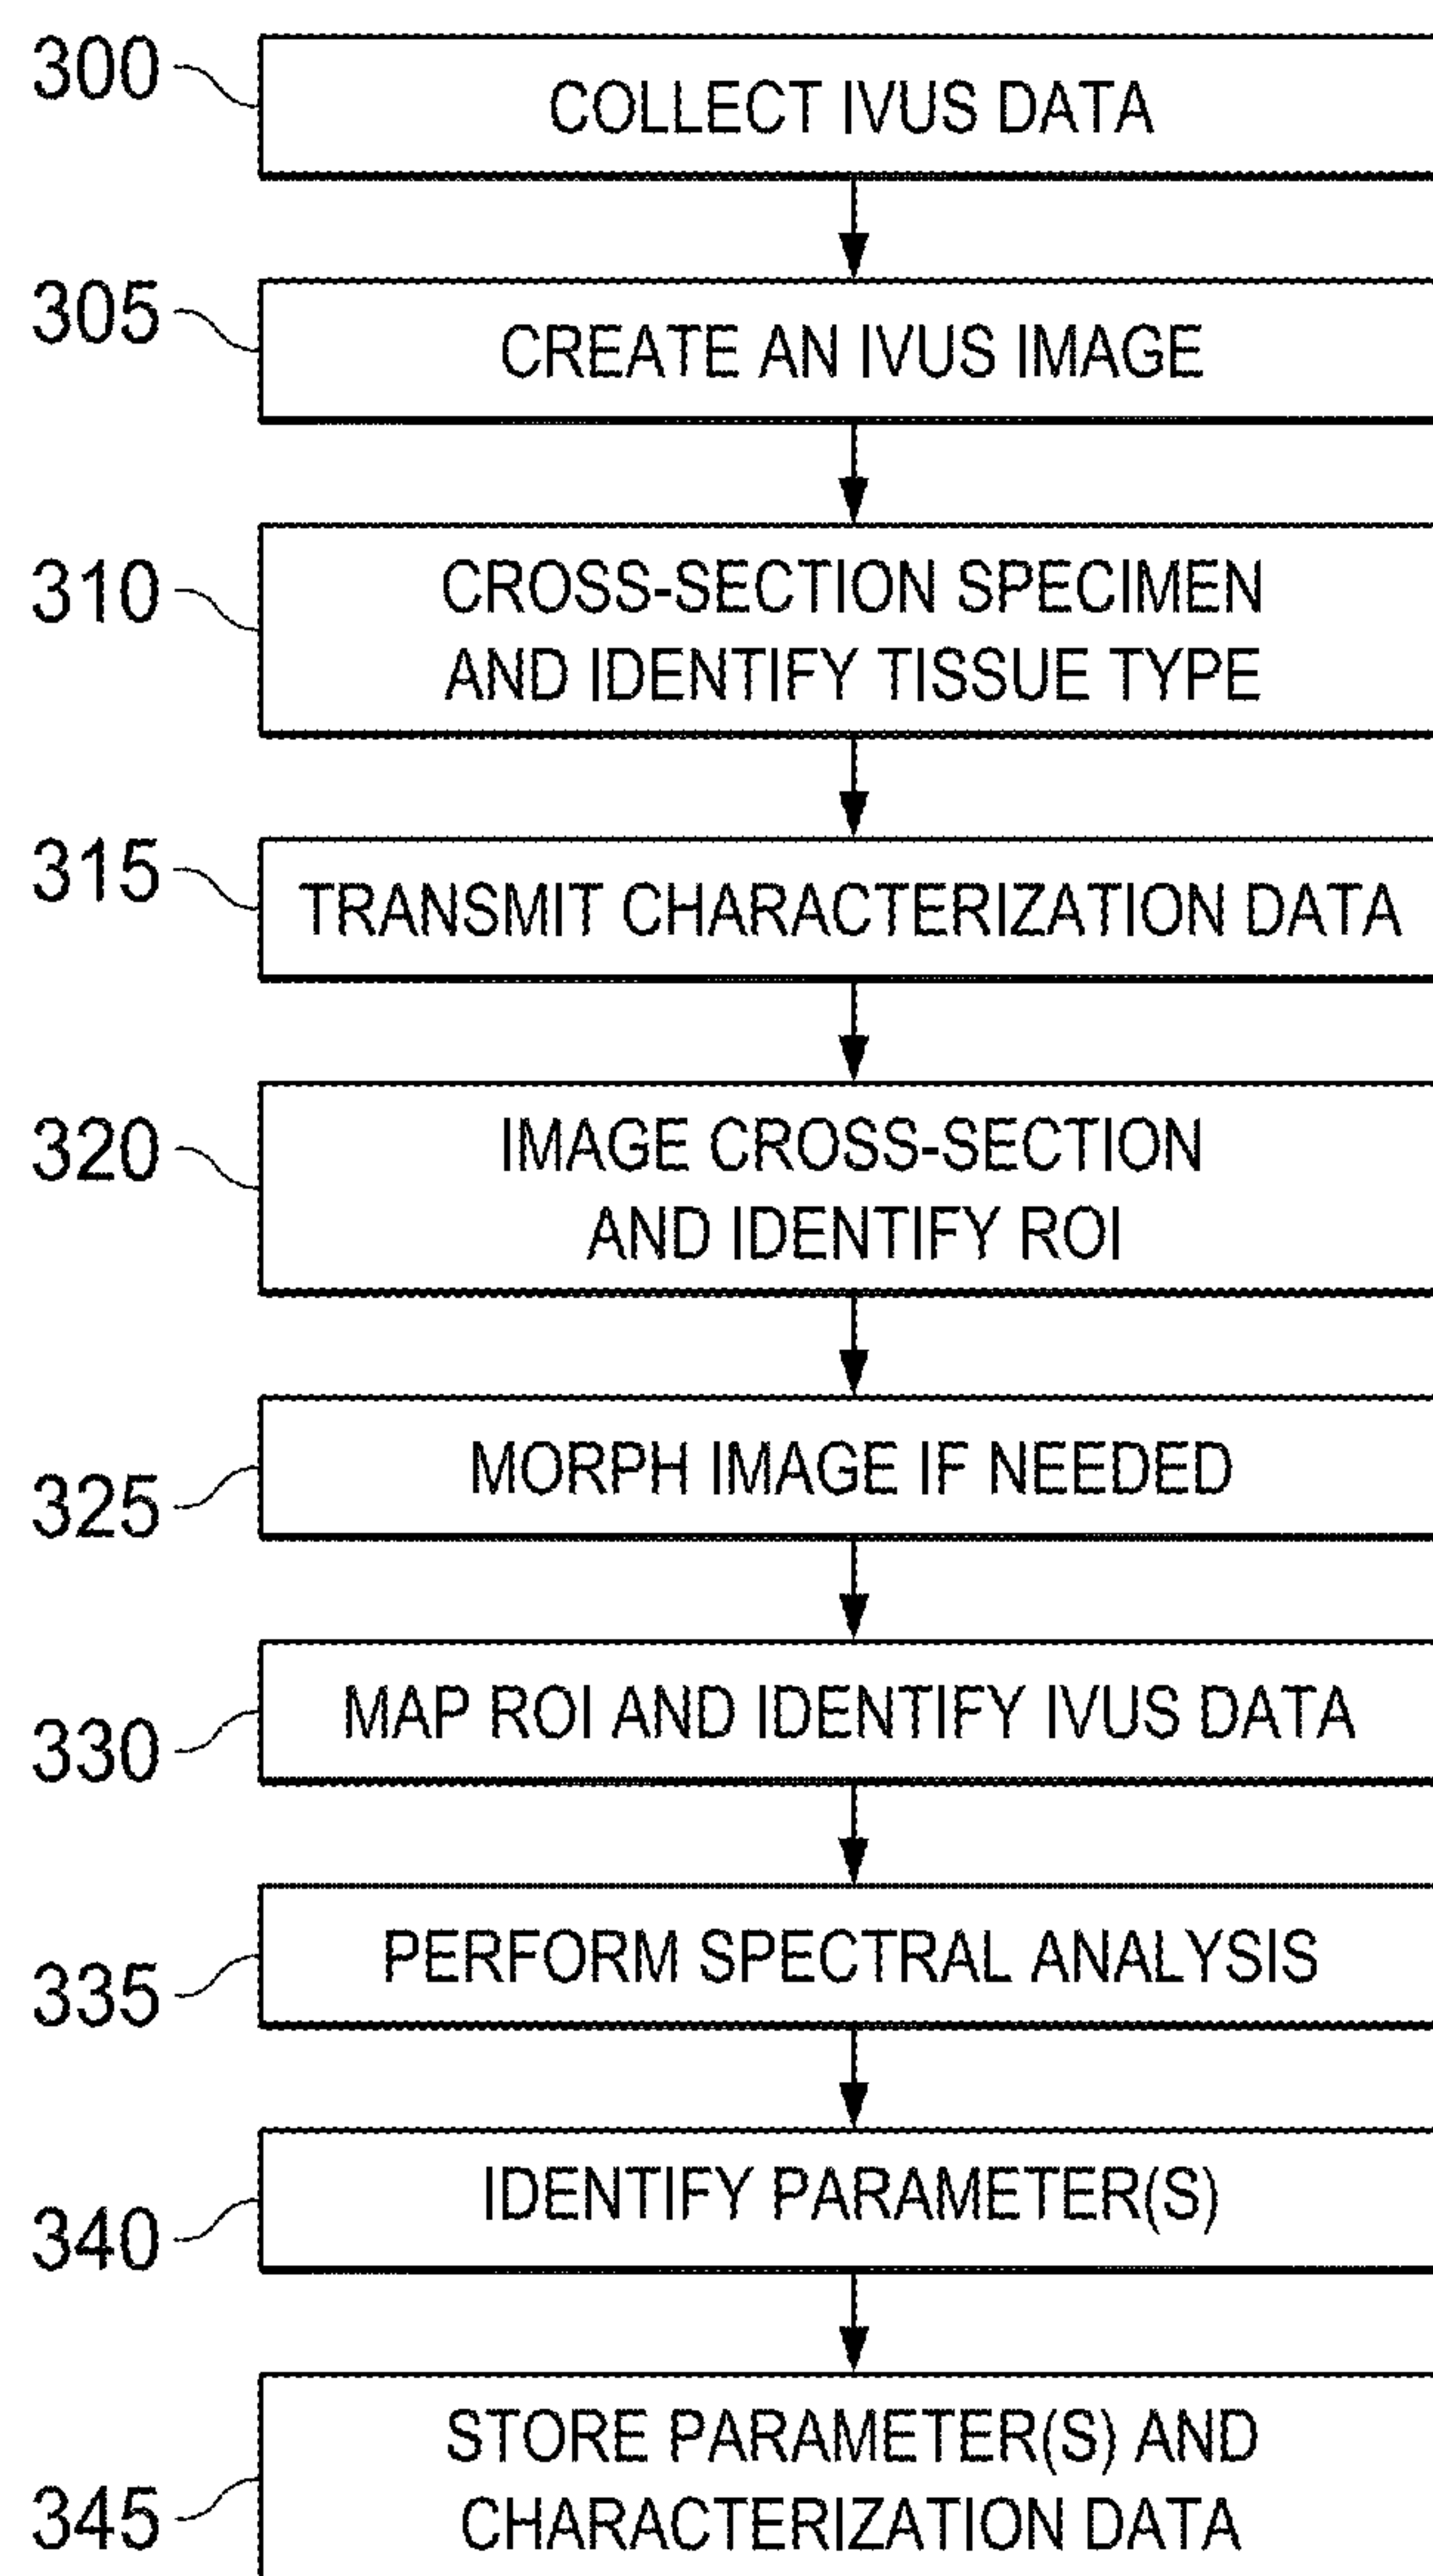 300
COLLECT IVUS DATA
305
CREATE AN IVUS IMAGE
310
CROSS-SECTION SPECIMEN
AND IDENTIFY TISSUE TYPE
315
TRANSMIT CHARACTERIZATION DATA
320
IMAGE CROSS-SECTION
AND IDENTIFY ROI
325
MORPH IMAGE IF NEEDED
330
MAP ROI AND IDENTIFY IVUS DATA
335
PERFORM SPECTRAL ANALYSIS
340
IDENTIFY PARAMETER(S)
345
STORE PARAMETER(S) AND
CHARACTERIZATION DATA